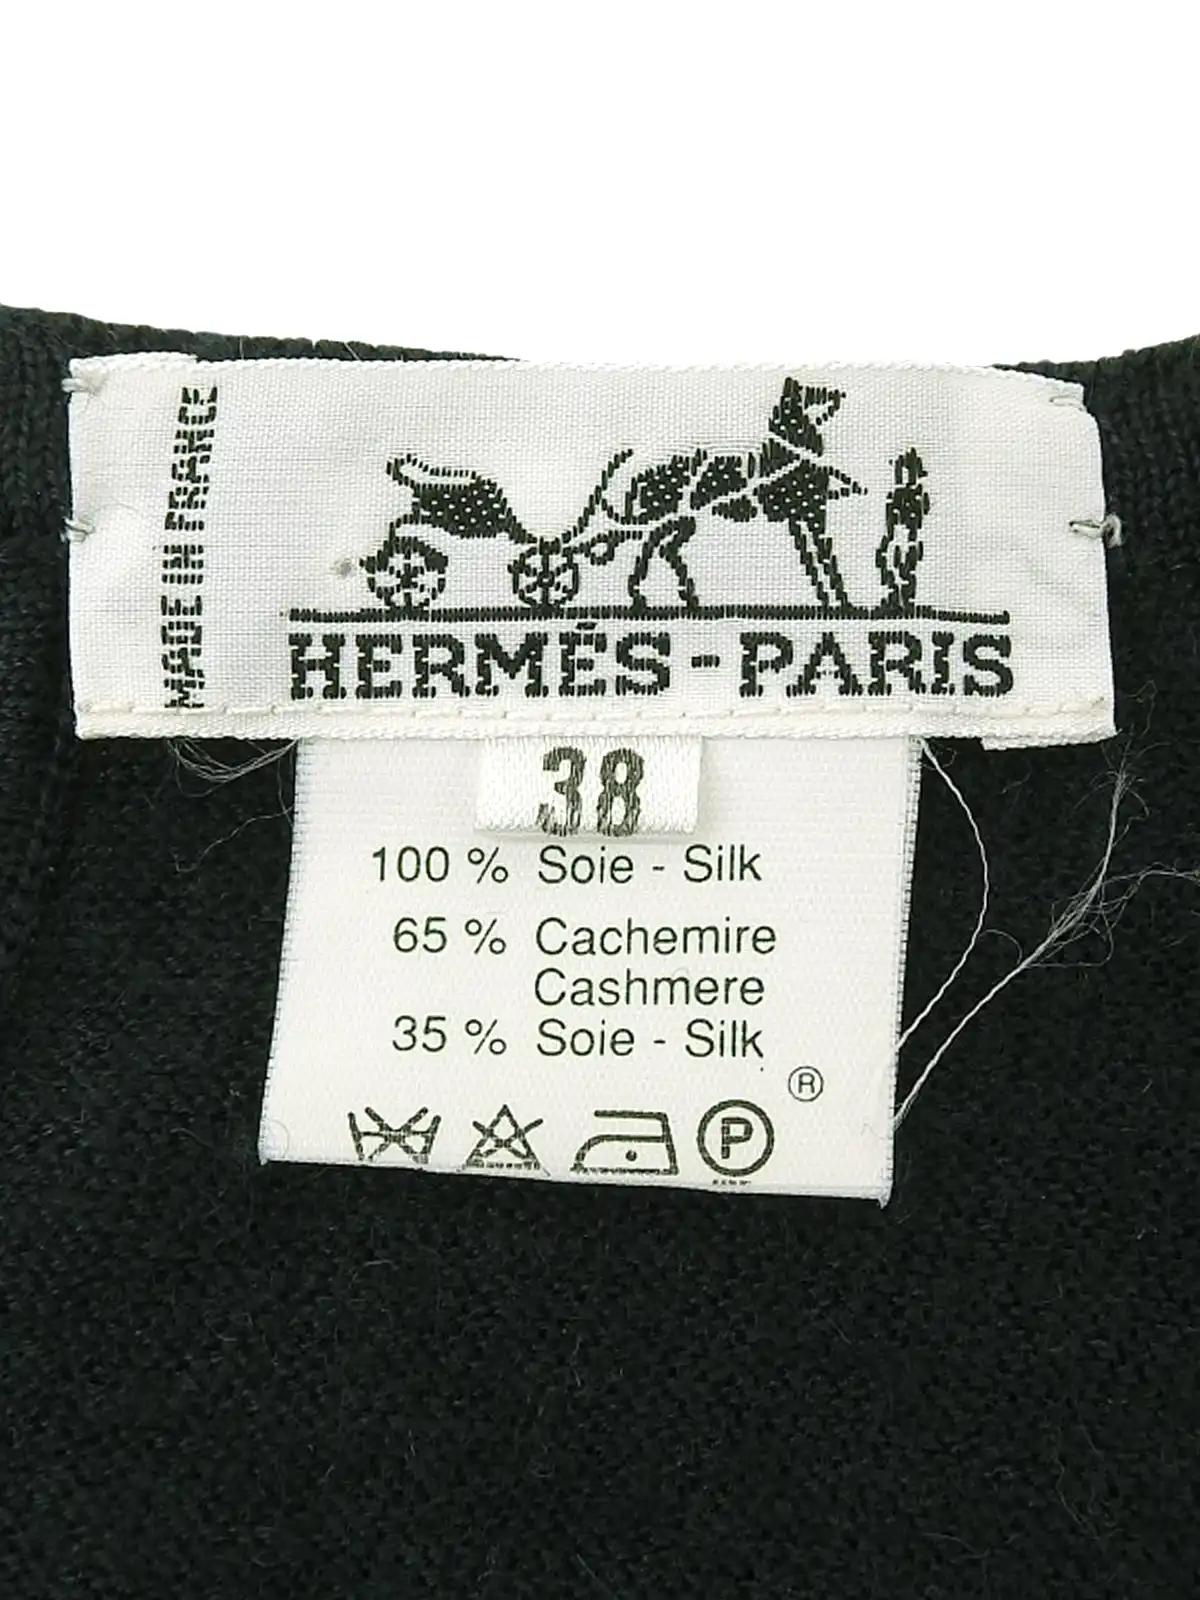 MADE IN FRANCE
HERMÈS - PARIS
38
100 % Soie - Silk
65 % Cachemire
Cashmere
35 % Soie - Silk
®
P